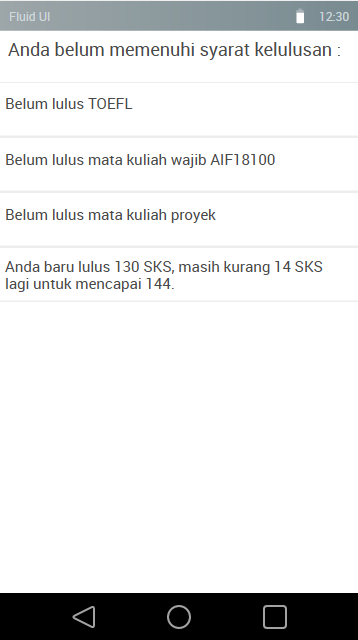 Fluid UI 12:30
Anda belum memenuhi syarat kelulusan :
Belum lulus TOEFL
Belum lulus mata kuliah wajib AIF18100
Belum lulus mata kuliah proyek
Anda baru lulus 130 SKS, masih kurang 14 SKS
lagi untuk mencapai 144.